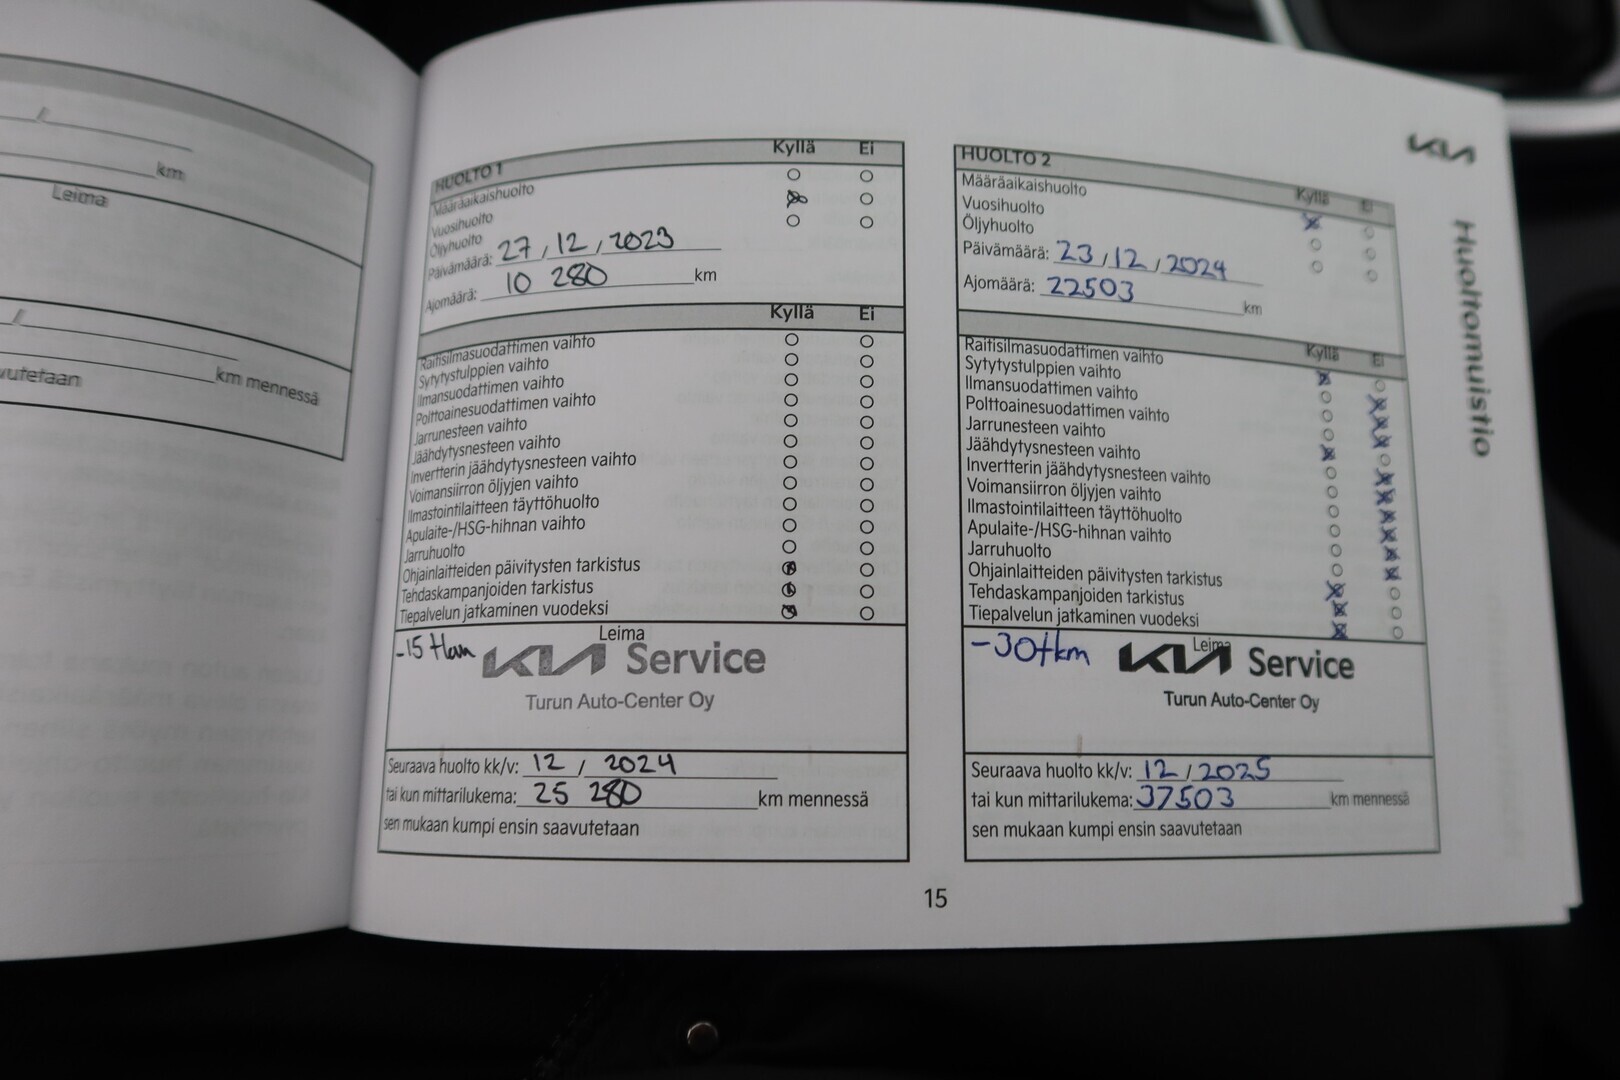 km
Leima
km mennessä
KIA
Huoltomuistio
HUOLTO 1 Kyllä Ei
Määräaikaishuolto
Vuosihuolto
Öljyhuolto
Päivämäärä: 27, 12, 2023
Ajomäärä: 10 280 km
Kyllä Ei
Raitisilmasuodattimen vaihto
Sytytystulppien vaihto
Ilmansuodattimen vaihto
Polttoainesuodattimen vaihto
Jarrunesteen vaihto
Jäähdytysnesteen vaihto
Invertterin jäähdytysnesteen vaihto
Voimansiirron öljyjen vaihto
Ilmastointilaitteen täyttöhuolto
Apulaite-/HSG-hihnan vaihto
Jarruhuolto
Ohjainlaitteiden päivitysten tarkistus
Tehdaskampanjoiden tarkistus
Tiepalvelun jatkaminen vuodeksi
Leima
-15 tkm KIA Service
Turun Auto-Center Oy
Seuraava huolto kk/v: 12 / 2024
tai kun mittarilukema: 25 280 km mennessä
sen mukaan kumpi ensin saavutetaan
HUOLTO 2 Kyllä Ei
Määräaikaishuolto
Vuosihuolto
Öljyhuolto
Päivämäärä: 23, 12, 2024
Ajomäärä: 22503 km
Kyllä Ei
Raitisilmasuodattimen vaihto
Sytytystulppien vaihto
Ilmansuodattimen vaihto
Polttoainesuodattimen vaihto
Jarrunesteen vaihto
Jäähdytysnesteen vaihto
Invertterin jäähdytysnesteen vaihto
Voimansiirron öljyjen vaihto
Ilmastointilaitteen täyttöhuolto
Apulaite-/HSG-hihnan vaihto
Jarruhuolto
Ohjainlaitteiden päivitysten tarkistus
Tehdaskampanjoiden tarkistus
Tiepalvelun jatkaminen vuodeksi
Leima
-30tkm KIA Service
Turun Auto-Center Oy
Seuraava huolto kk/v: 12 / 2025
tai kun mittarilukema: 37503 km mennessä
sen mukaan kumpi ensin saavutetaan
15